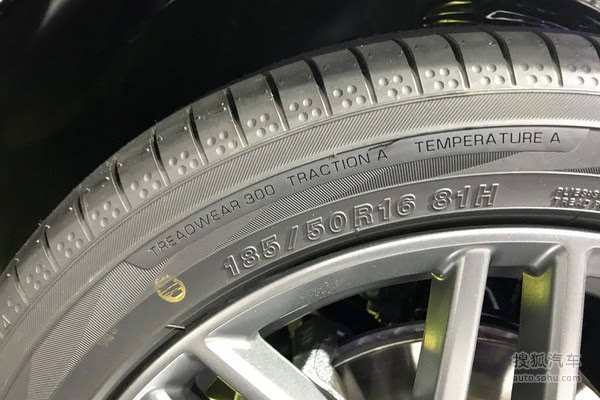 TREADWEAR 300 TRACTION A TEMPERATURE A
185/50R16 81H
搜狐汽车
auto.sohu.com